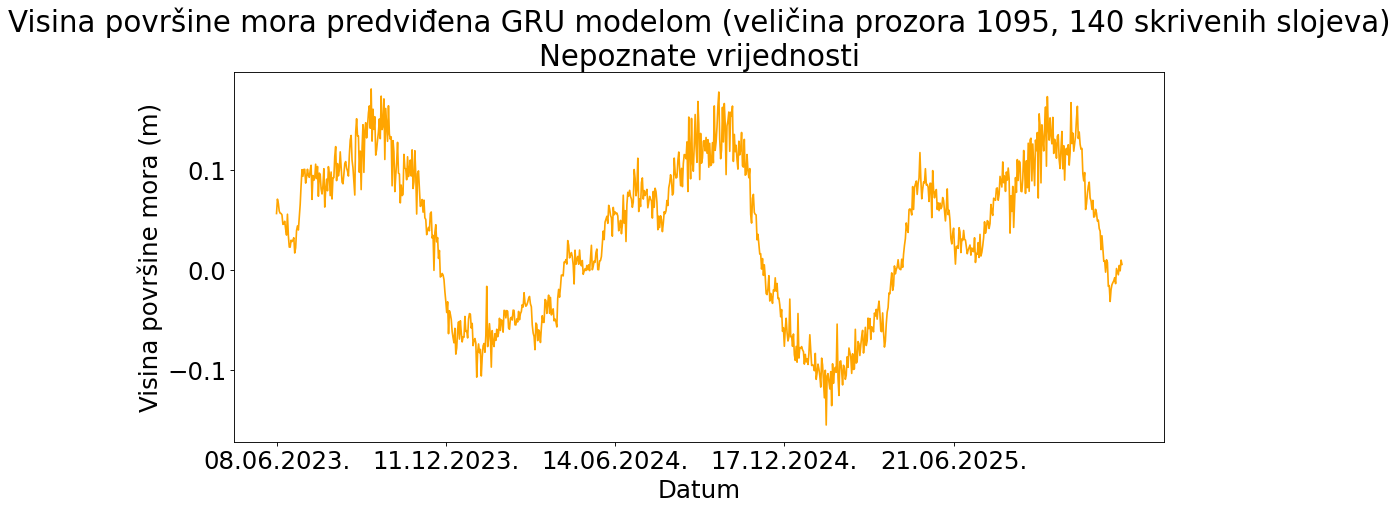 Visina površine mora predviđena GRU modelom (veličina prozora 1095, 140 skrivenih slojeva)
Nepoznate vrijednosti
Visina površine mora (m)
0.1
0.0
−0.1
08.06.2023. 11.12.2023. 14.06.2024. 17.12.2024. 21.06.2025.
Datum